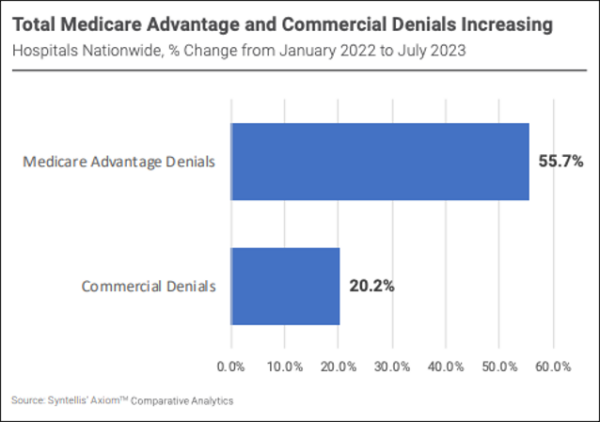 Total Medicare Advantage and Commercial Denials Increasing
Hospitals Nationwide, % Change from January 2022 to July 2023
Medicare Advantage Denials
55.7%
Commercial Denials
20.2%
0.0% 10.0% 20.0% 30.0% 40.0% 50.0% 60.0%
Source: Syntellis' Axiom™ Comparative Analytics